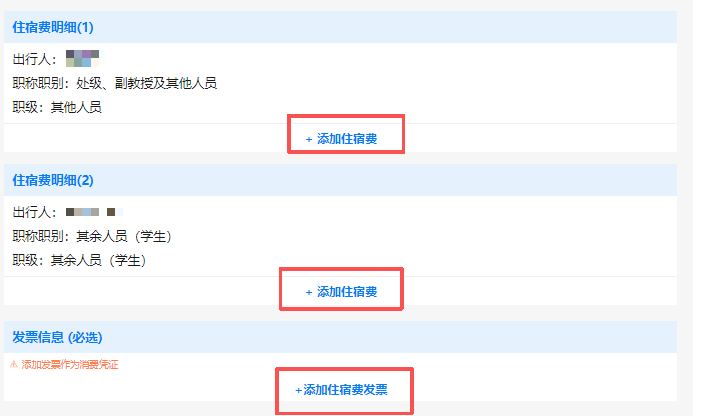 住宿费明细(1)
出行人：
职称职别：处级、副教授及其他人员
职级：其他人员
+ 添加住宿费
住宿费明细(2)
出行人：
职称职别：其余人员（学生）
职级：其余人员（学生）
+ 添加住宿费
发票信息 (必选)
⚠ 添加发票作为消费凭证
+添加住宿费发票